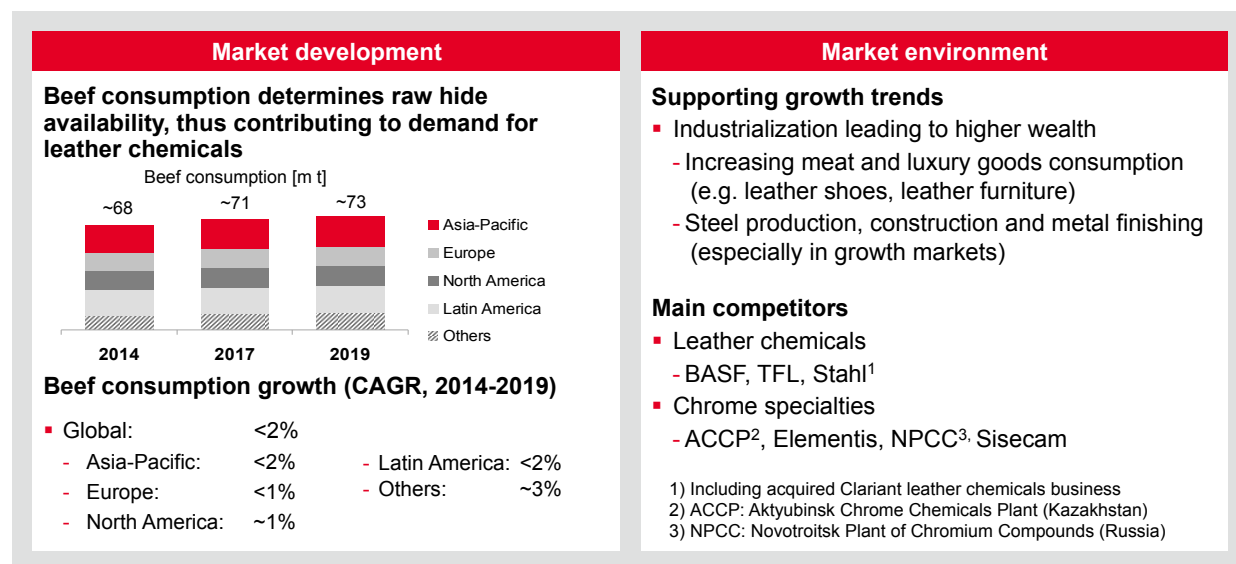 Market development
Beef consumption determines raw hide
availability, thus contributing to demand for
leather chemicals
Beef consumption [m t]
~68
~71
~73
Asia-Pacific
Europe
North America
Latin America
Others
2014
2017
2019
Beef consumption growth (CAGR, 2014-2019)
▪ Global: <2%
- Asia-Pacific: <2%
- Europe: <1%
- North America: ~1%
- Latin America: <2%
- Others: ~3%
Market environment
Supporting growth trends
▪ Industrialization leading to higher wealth
- Increasing meat and luxury goods consumption
(e.g. leather shoes, leather furniture)
- Steel production, construction and metal finishing
(especially in growth markets)
Main competitors
▪ Leather chemicals
- BASF, TFL, Stahl¹
▪ Chrome specialties
- ACCP², Elementis, NPCC³, Sisecam
1) Including acquired Clariant leather chemicals business
2) ACCP: Aktyubinsk Chrome Chemicals Plant (Kazakhstan)
3) NPCC: Novotroitsk Plant of Chromium Compounds (Russia)